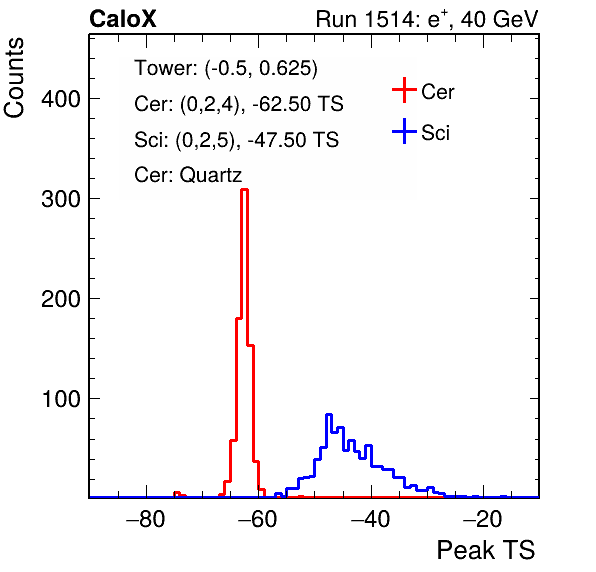 CaloX Run 1514: e⁺, 40 GeV
Counts
Tower: (-0.5, 0.625)
Cer: (0,2,4), -62.50 TS
Sci: (0,2,5), -47.50 TS
Cer: Quartz
Cer
Sci
400
300
200
100
−80 −60 −40 −20
Peak TS